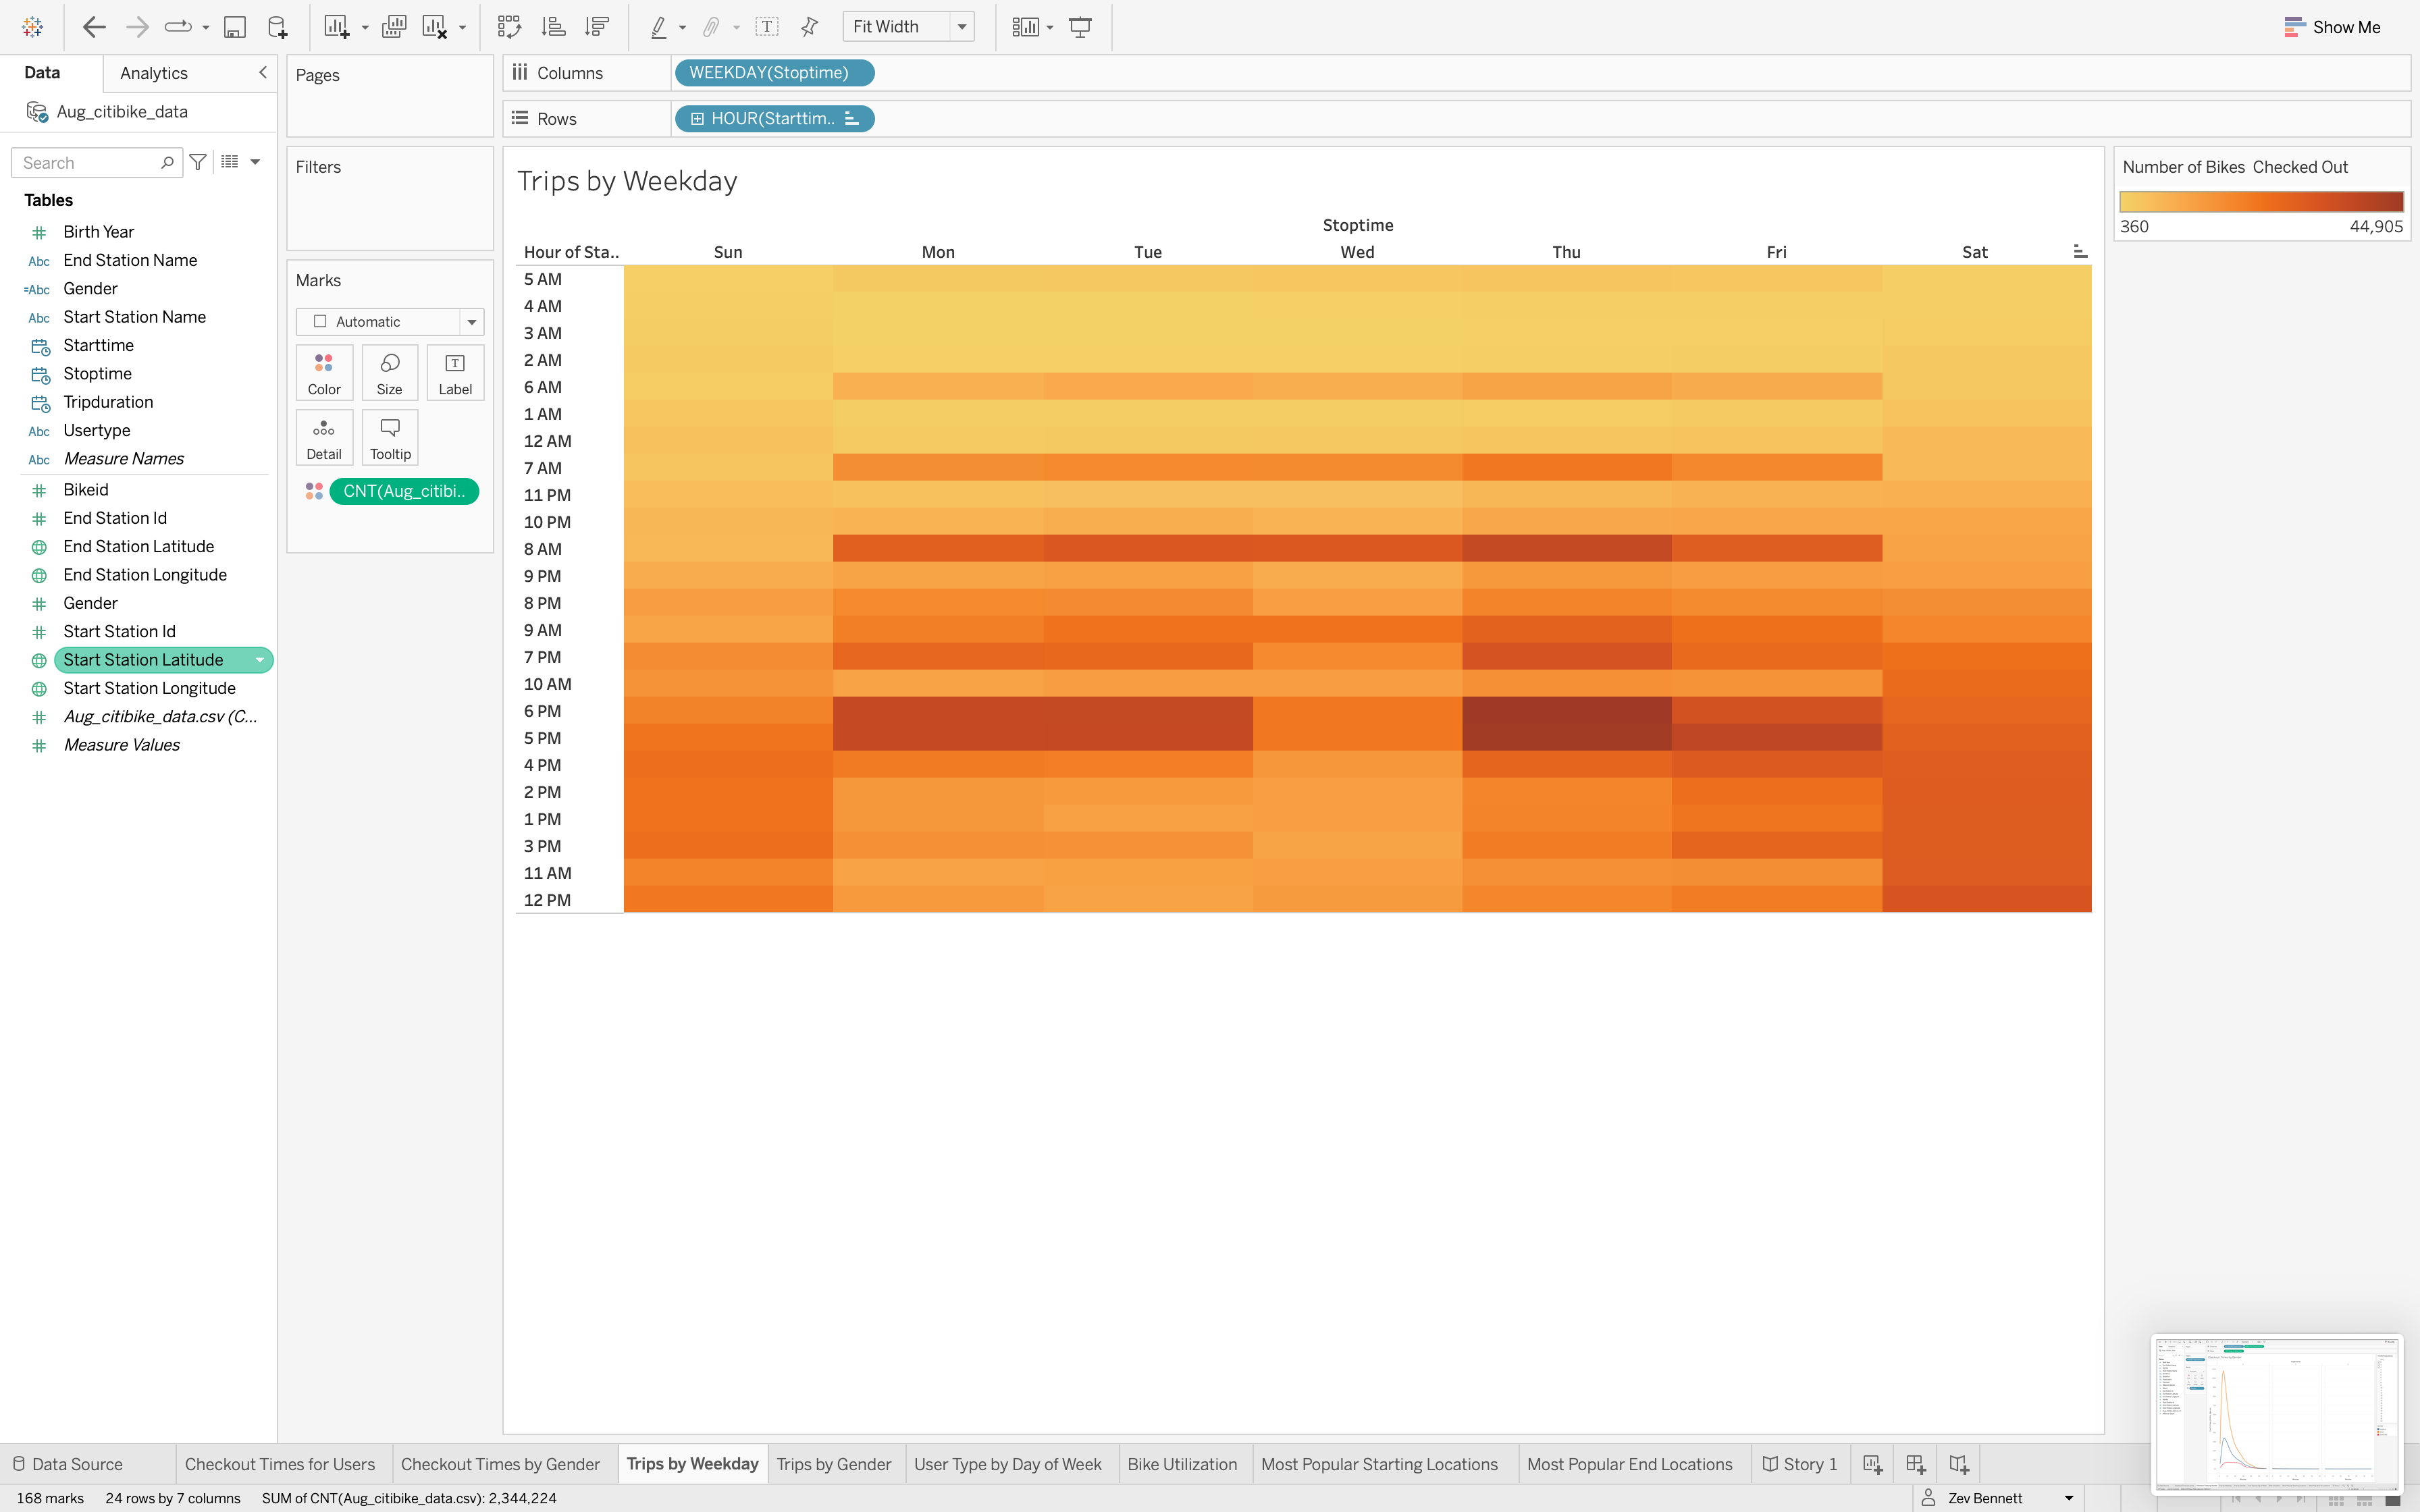 Fit Width
Show Me
Data
Analytics
Aug_citibike_data
Search
Tables
# Birth Year
Abc End Station Name
=Abc Gender
Abc Start Station Name
Starttime
Stoptime
Tripduration
Abc Usertype
Abc Measure Names
# Bikeid
# End Station Id
End Station Latitude
End Station Longitude
# Gender
# Start Station Id
Start Station Latitude
Start Station Longitude
# Aug_citibike_data.csv (C...
# Measure Values
Pages
Filters
Marks
Automatic
Color Size Label
Detail Tooltip
CNT(Aug_citibi..
Columns WEEKDAY(Stoptime)
Rows HOUR(Starttim..
Trips by Weekday
Stoptime
Hour of Sta.. Sun Mon Tue Wed Thu Fri Sat
5 AM
4 AM
3 AM
2 AM
6 AM
1 AM
12 AM
7 AM
11 PM
10 PM
8 AM
9 PM
8 PM
9 AM
7 PM
10 AM
6 PM
5 PM
4 PM
2 PM
1 PM
3 PM
11 AM
12 PM
Number of Bikes Checked Out
360 44,905
Data Source Checkout Times for Users Checkout Times by Gender Trips by Weekday Trips by Gender User Type by Day of Week Bike Utilization Most Popular Starting Locations Most Popular End Locations Story 1
168 marks 24 rows by 7 columns SUM of CNT(Aug_citibike_data.csv): 2,344,224 Zev Bennett